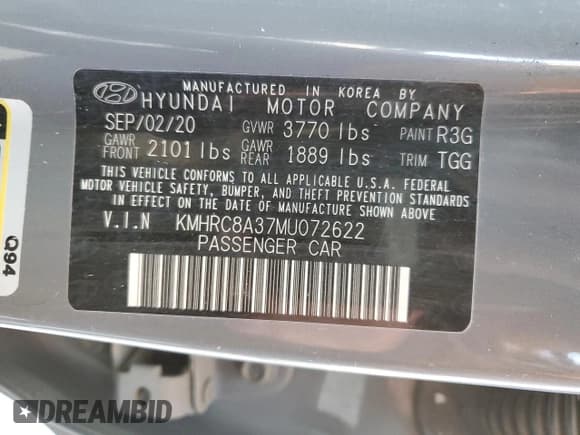 MANUFACTURED IN KOREA BY
HYUNDAI MOTOR COMPANY
SEP/02/20 GVWR 3770 lbs PAINT R3G
GAWR FRONT 2101 lbs GAWR REAR 1889 lbs TRIM TGG
THIS VEHICLE CONFORMS TO ALL APPLICABLE U.S.A. FEDERAL
MOTOR VEHICLE SAFETY, BUMPER, AND THEFT PREVENTION STANDARDS
IN EFFECT ON THE DATE OF MANUFACTURE SHOWN ABOVE.
V.I.N KMHRC8A37MU072622
PASSENGER CAR
Q94
DREAMBID